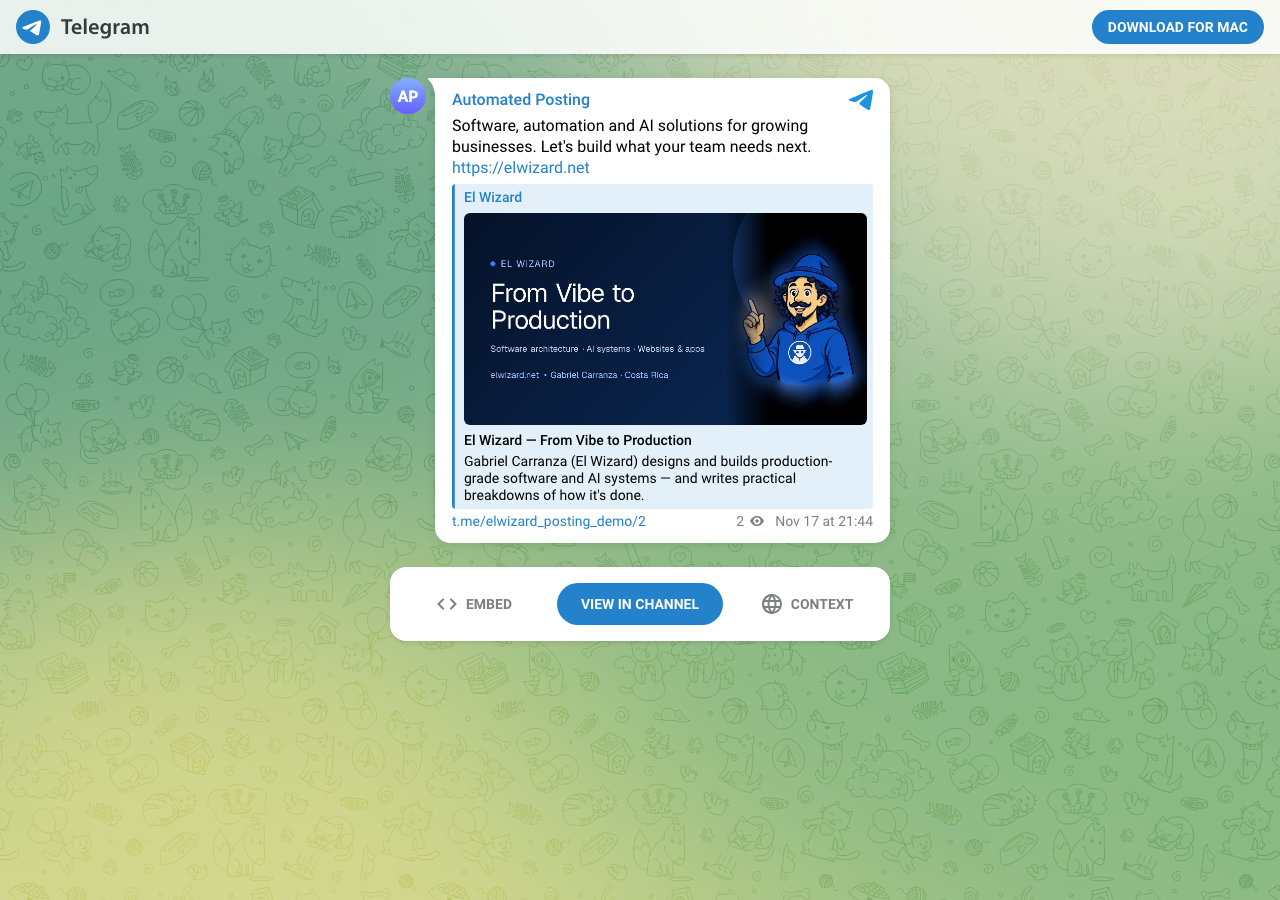 Telegram
DOWNLOAD FOR MAC
AP
Automated Posting
Software, automation and AI solutions for growing
businesses. Let's build what your team needs next.
https://elwizard.net
El Wizard
EL WIZARD
From Vibe to
Production
Software architecture · AI systems · Websites & apps
elwizard.net • Gabriel Carranza · Costa Rica
El Wizard — From Vibe to Production
Gabriel Carranza (El Wizard) designs and builds production-
grade software and AI systems — and writes practical
breakdowns of how it's done.
t.me/elwizard_posting_demo/2
2 Nov 17 at 21:44
EMBED
VIEW IN CHANNEL
CONTEXT